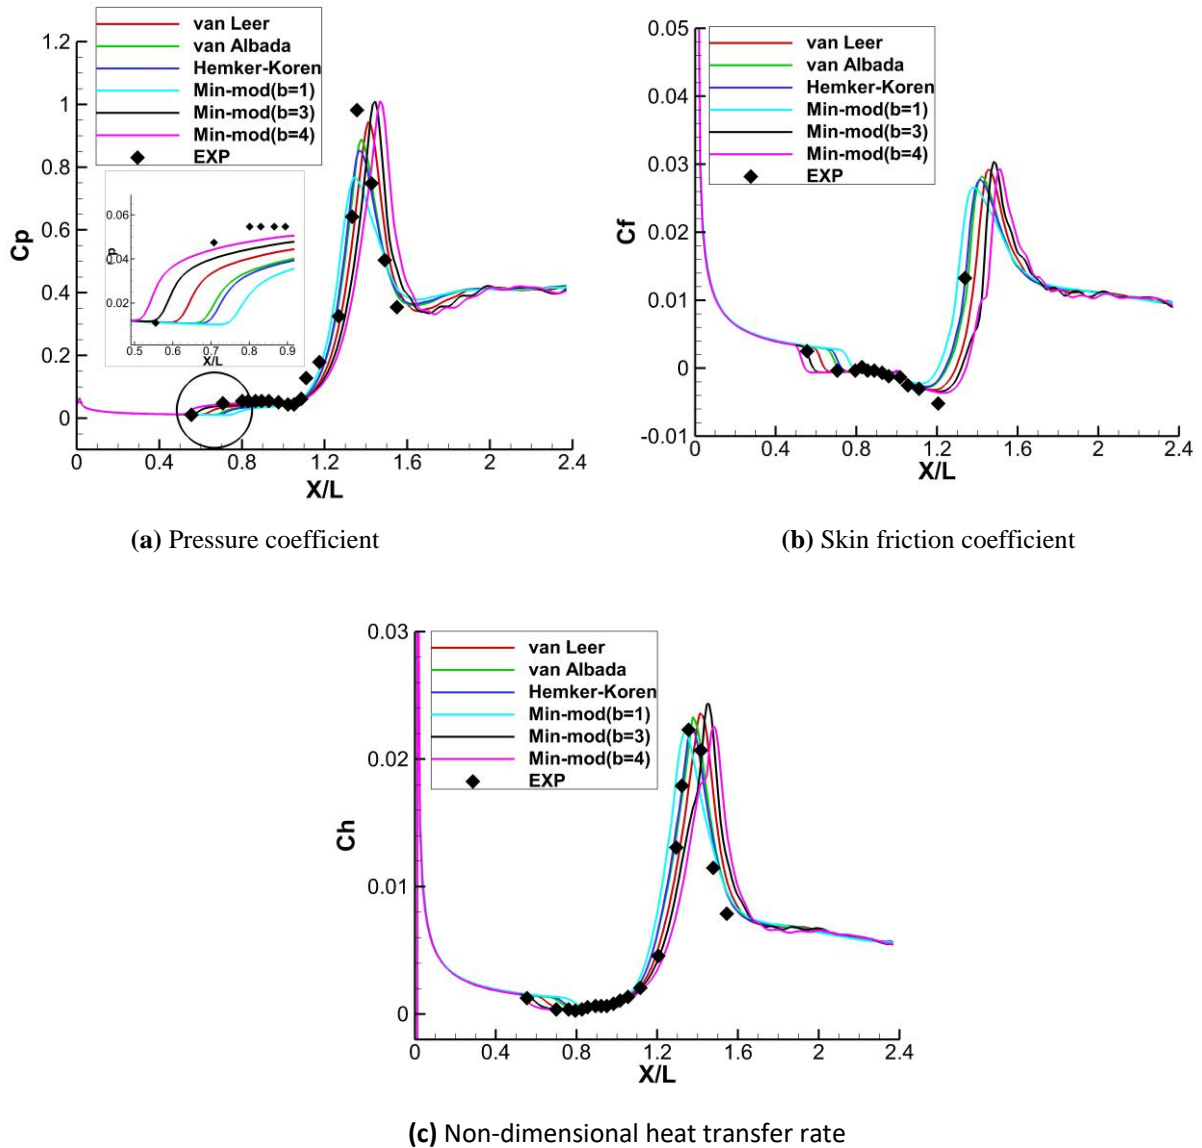 van Leer
van Albada
Hemker-Koren
Min-mod(b=1)
Min-mod(b=3)
Min-mod(b=4)
EXP
1.2
1
0.8
0.6
0.4
0.2
0
Cp
0.06
0.04
0.02
0.5 0.6 0.7 0.8 0.9
X/L
0 0.4 0.8 1.2 1.6 2 2.4
X/L
(a) Pressure coefficient
van Leer
van Albada
Hemker-Koren
Min-mod(b=1)
Min-mod(b=3)
Min-mod(b=4)
EXP
0.05
0.04
0.03
0.02
0.01
0
-0.01
Cf
0 0.4 0.8 1.2 1.6 2 2.4
X/L
(b) Skin friction coefficient
van Leer
van Albada
Hemker-Koren
Min-mod(b=1)
Min-mod(b=3)
Min-mod(b=4)
EXP
0.03
0.02
0.01
0
Ch
0 0.4 0.8 1.2 1.6 2 2.4
X/L
(c) Non-dimensional heat transfer rate